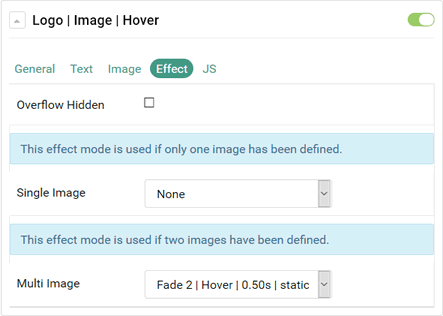 Logo | Image | Hover
General Text Image Effect JS
Overflow Hidden
This effect mode is used if only one image has been defined.
Single Image None
This effect mode is used if two images have been defined.
Multi Image Fade 2 | Hover | 0.50s | static